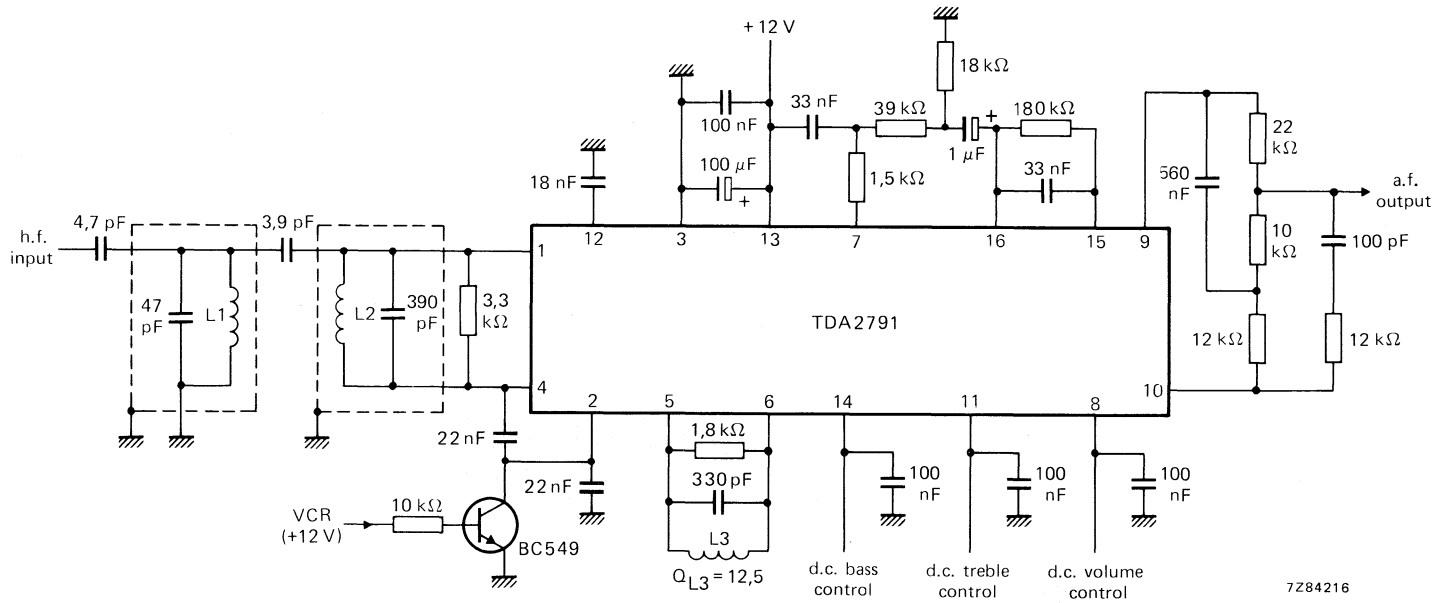 +12 V
18 kΩ
33 nF
39 kΩ
180 kΩ
100 nF
1 µF
+
22
kΩ
100 µF
+
1,5 kΩ
33 nF
560
nF
a.f.
output
18 nF
10
kΩ
100 pF
4,7 pF
3,9 pF
h.f.
input
12
3
13
7
16
15
9
1
47
pF
L1
L2
390
pF
3,3
kΩ
TDA2791
12 kΩ
12 kΩ
4
10
2
5
6
14
11
8
22 nF
1,8 kΩ
330 pF
100
nF
100
nF
100
nF
22 nF
10 kΩ
VCR
(+12 V)
BC549
L3
QL3 = 12,5
d.c. bass
control
d.c. treble
control
d.c. volume
control
7Z84216